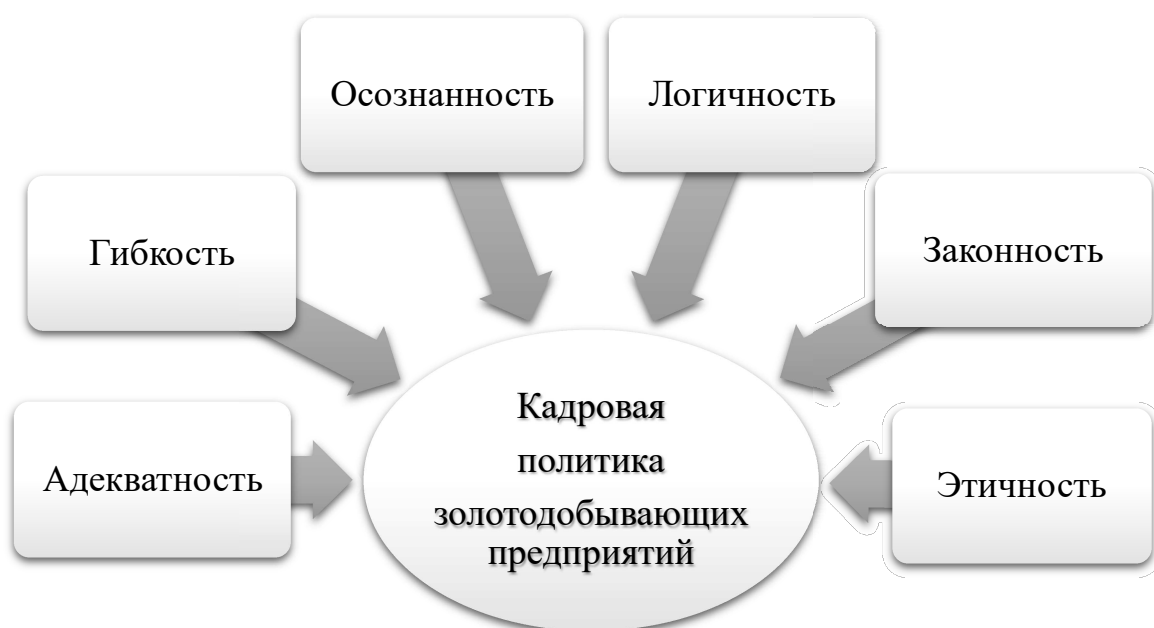 Осознанность
Логичность
Гибкость
Законность
Адекватность
Кадровая
политика
золотодобывающих
предприятий
Этичность